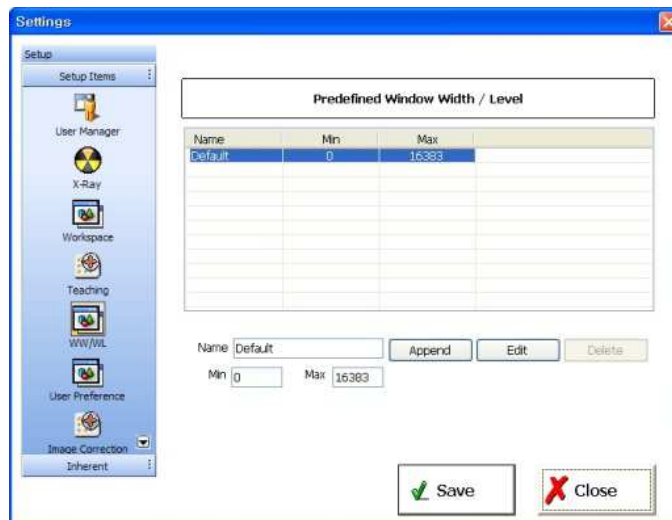 Settings
Setup
Setup Items
User Manager
X-Ray
Workspace
Teaching
WW/WL
User Preference
Image Correction
Inherent
Predefined Window Width / Level
Name Min Max
Default 0 16383
Name Default Append Edit Delete
Min 0 Max 16383
Save Close